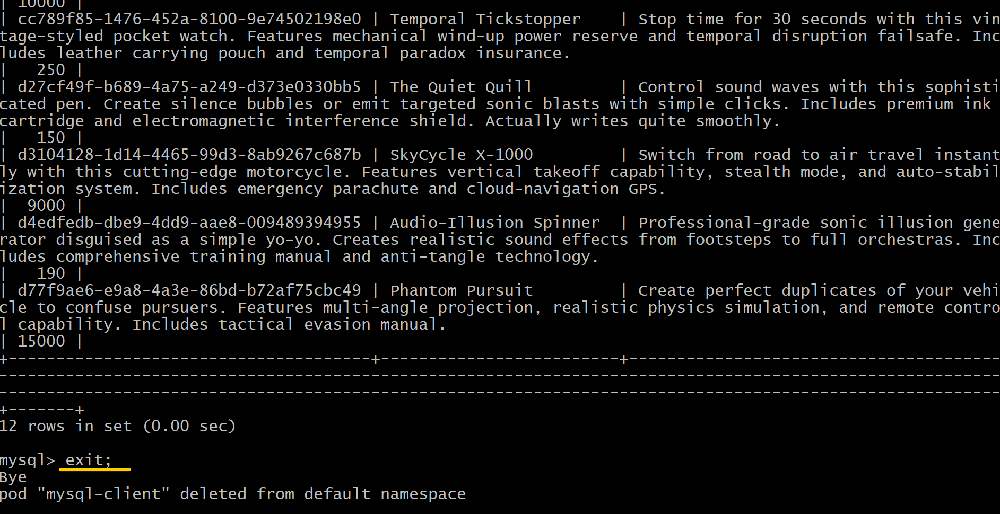 | 10000 |
| cc789f85-1476-452a-8100-9e74502198e0 | Temporal Tickstopper    | Stop time for 30 seconds with this vin
tage-styled pocket watch. Features mechanical wind-up power reserve and temporal disruption failsafe. Inc
ludes leather carrying pouch and temporal paradox insurance.
|   250 |
| d27cf49f-b689-4a75-a249-d373e0330bb5 | The Quiet Quill         | Control sound waves with this sophisti
cated pen. Create silence bubbles or emit targeted sonic blasts with simple clicks. Includes premium ink
cartridge and electromagnetic interference shield. Actually writes quite smoothly.
|   150 |
| d3104128-1d14-4465-99d3-8ab9267c687b | SkyCycle X-1000         | Switch from road to air travel instant
ly with this cutting-edge motorcycle. Features vertical takeoff capability, stealth mode, and auto-stabil
ization system. Includes emergency parachute and cloud-navigation GPS.
|  9000 |
| d4edfedb-dbe9-4dd9-aae8-009489394955 | Audio-Illusion Spinner  | Professional-grade sonic illusion gene
rator disguised as a simple yo-yo. Creates realistic sound effects from footsteps to full orchestras. Inc
ludes comprehensive training manual and anti-tangle technology.
|   190 |
| d77f9ae6-e9a8-4a3e-86bd-b72af75cbc49 | Phantom Pursuit         | Create perfect duplicates of your vehi
cle to confuse pursuers. Features multi-angle projection, realistic physics simulation, and remote contro
l capability. Includes tactical evasion manual.
| 15000 |
+--------------------------------------+-------------------------+---------------------------------------
---------------------------------------------------------------------------------------------------------
---------------------------------------------------------------------------------------------------------
+-------+
12 rows in set (0.00 sec)

mysql> exit;
Bye
pod "mysql-client" deleted from default namespace